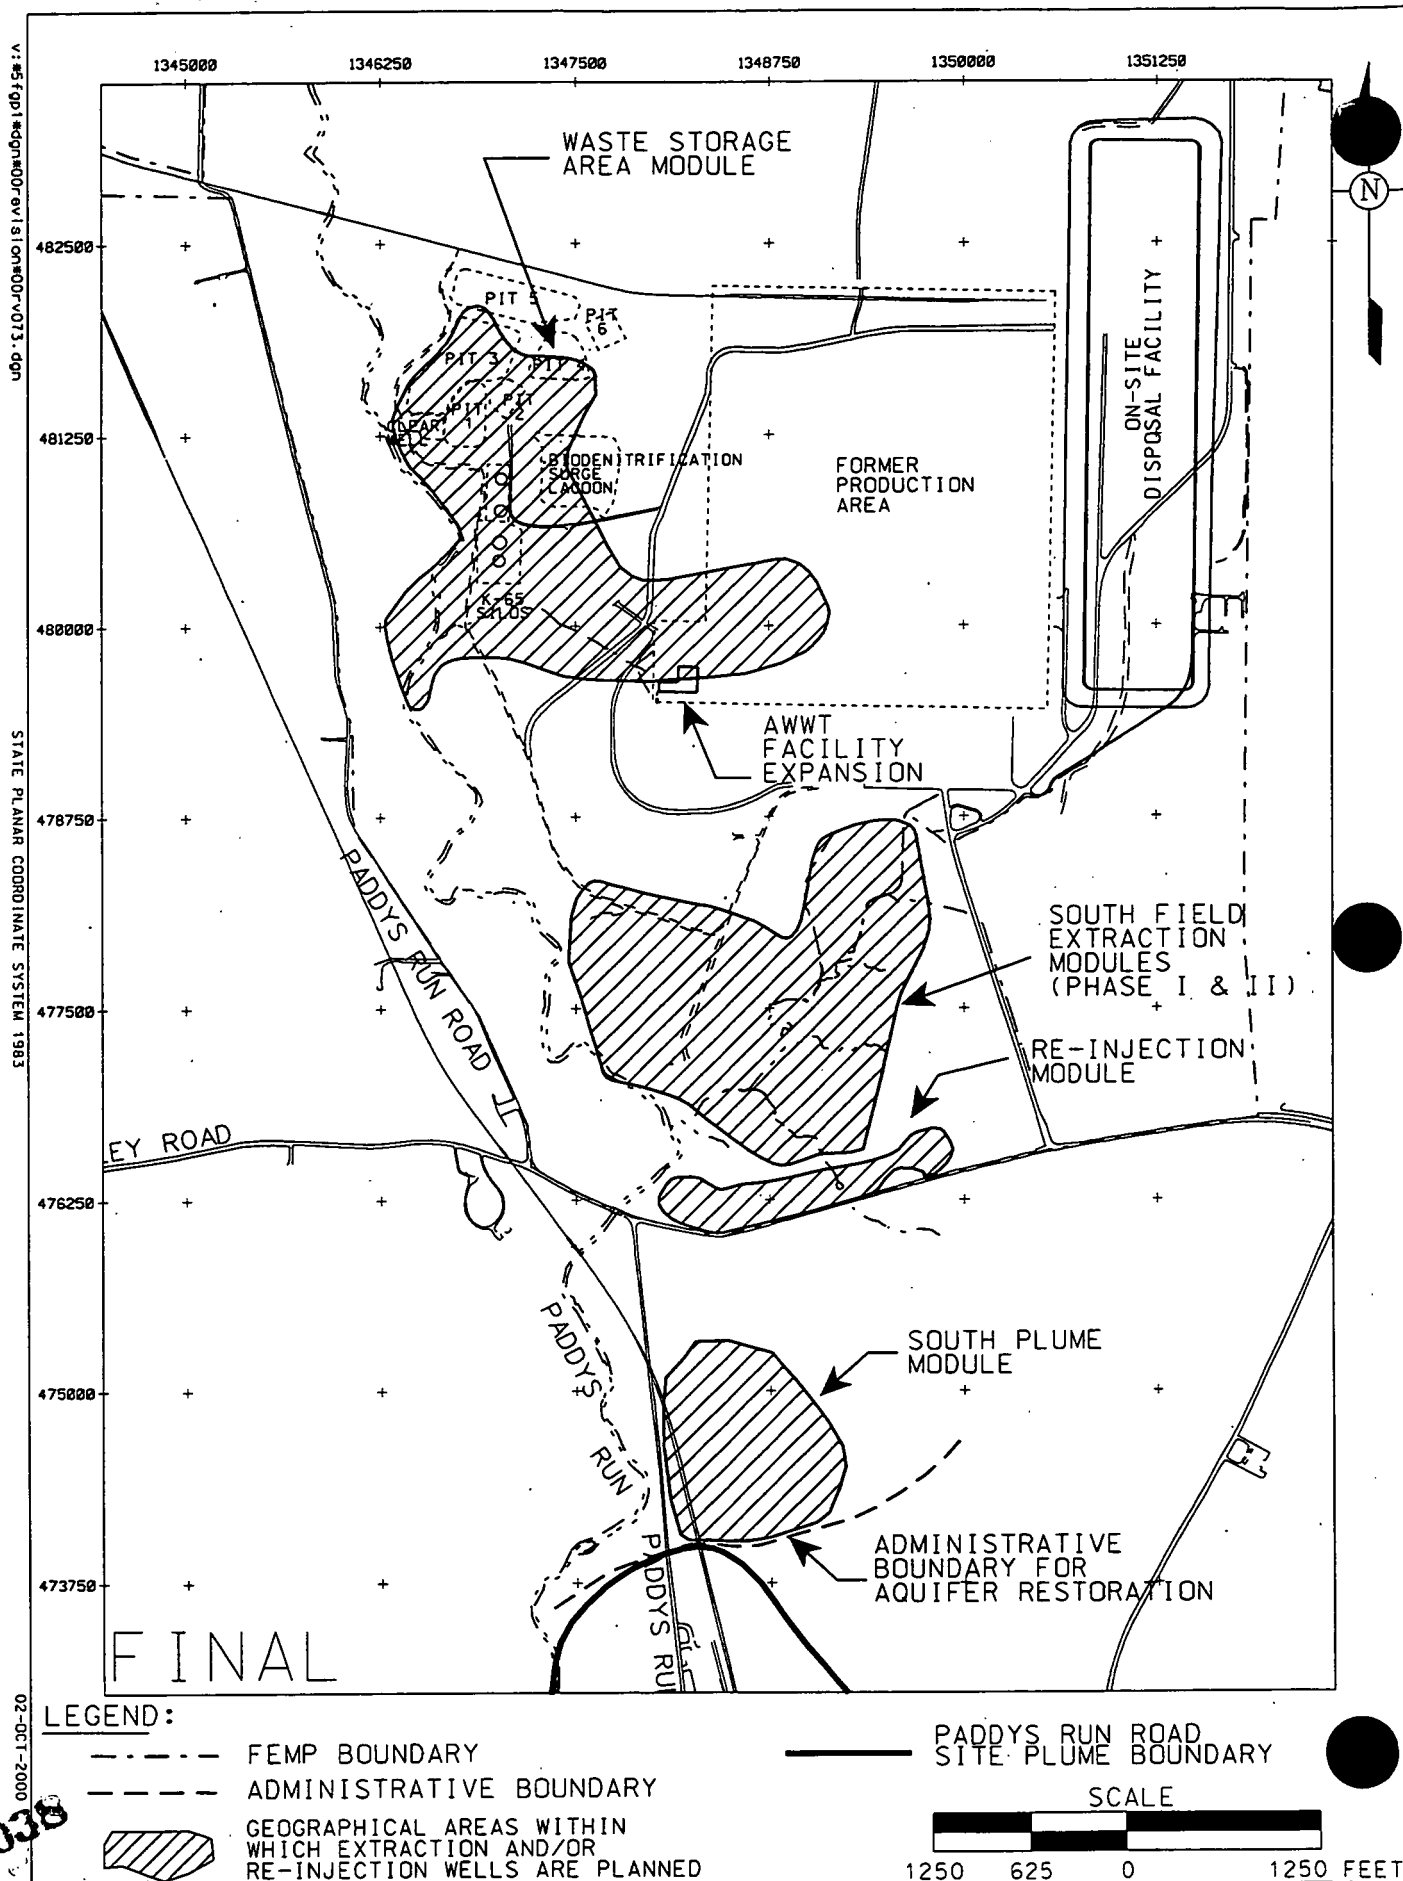 1345000 1346250 1347500 1348750 1350000 1351250
WASTE STORAGE
AREA MODULE
N
482500
PIT 5
PIT
6
PIT 3
PIT 4
PIT
1
PIT
2
CLEAR
WELL
481250
BIODENITRIFICATION
SURGE
LAGOON
FORMER
PRODUCTION
AREA
ON-SITE
DISPOSAL FACILITY
K-65
SILOS
480000
AWWT
FACILITY
EXPANSION
478750
PADDYS RUN ROAD
SOUTH FIELD
EXTRACTION
MODULES
(PHASE I & II)
477500
RE-INJECTION
MODULE
EY ROAD
476250
PADDYS
RUN
SOUTH PLUME
MODULE
475000
ADMINISTRATIVE
BOUNDARY FOR
AQUIFER RESTORATION
473750
PADDYS RU
FINAL
v:#5fgp1#dgn#00revision#00rv073.dgn
STATE PLANAR COORDINATE SYSTEM 1983
02-OCT-2000
LEGEND:
FEMP BOUNDARY
ADMINISTRATIVE BOUNDARY
GEOGRAPHICAL AREAS WITHIN
WHICH EXTRACTION AND/OR
RE-INJECTION WELLS ARE PLANNED
PADDYS RUN ROAD
SITE PLUME BOUNDARY
SCALE
1250 625 0 1250 FEET
038